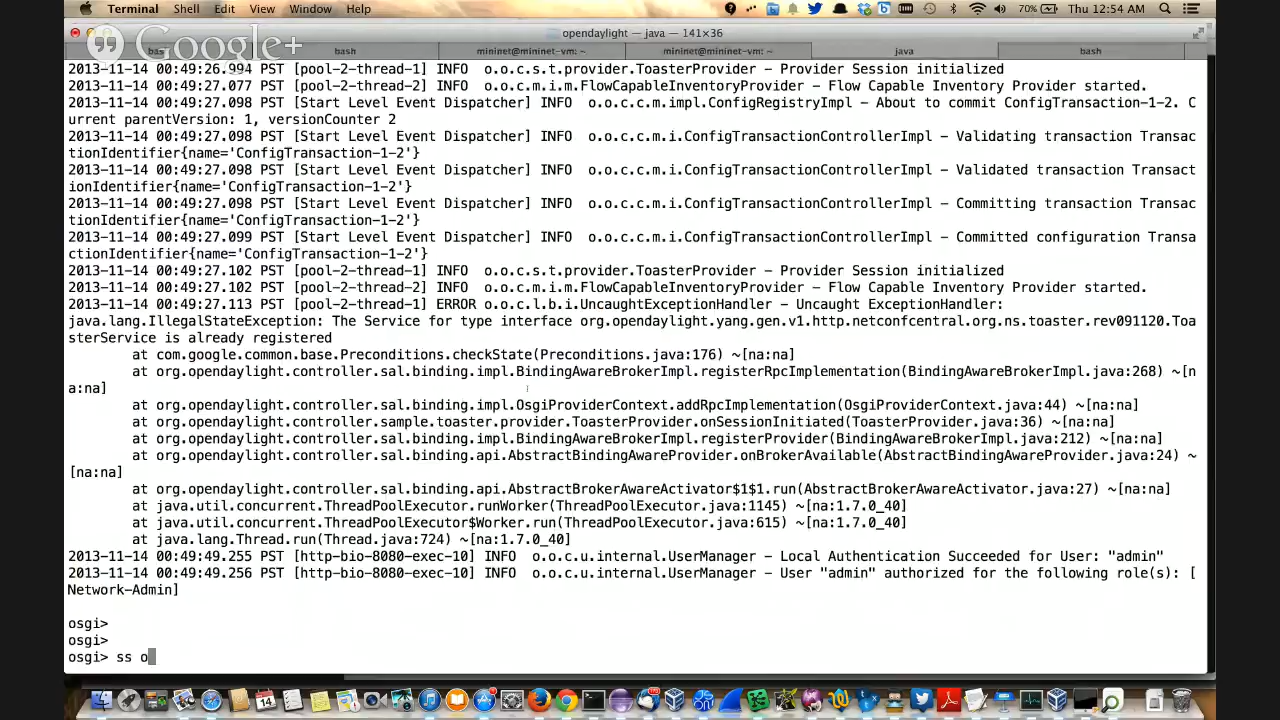 Terminal Shell Edit View Window Help
70% Thu 12:54 AM
opendaylight — java — 141×36
Google+
bash mininet@mininet-vm: ~ mininet@mininet-vm: ~ java bash
2013-11-14 00:49:26.994 PST [pool-2-thread-1] INFO o.o.c.s.t.provider.ToasterProvider – Provider Session initialized
2013-11-14 00:49:27.077 PST [pool-2-thread-2] INFO o.o.c.m.i.m.FlowCapableInventoryProvider – Flow Capable Inventory Provider started.
2013-11-14 00:49:27.098 PST [Start Level Event Dispatcher] INFO o.o.c.c.m.impl.ConfigRegistryImpl – About to commit ConfigTransaction-1-2. C
urrent parentVersion: 1, versionCounter 2
2013-11-14 00:49:27.098 PST [Start Level Event Dispatcher] INFO o.o.c.c.m.i.ConfigTransactionControllerImpl – Validating transaction Transac
tionIdentifier{name='ConfigTransaction-1-2'}
2013-11-14 00:49:27.098 PST [Start Level Event Dispatcher] INFO o.o.c.c.m.i.ConfigTransactionControllerImpl – Validated transaction Transact
ionIdentifier{name='ConfigTransaction-1-2'}
2013-11-14 00:49:27.098 PST [Start Level Event Dispatcher] INFO o.o.c.c.m.i.ConfigTransactionControllerImpl – Committing transaction Transac
tionIdentifier{name='ConfigTransaction-1-2'}
2013-11-14 00:49:27.099 PST [Start Level Event Dispatcher] INFO o.o.c.c.m.i.ConfigTransactionControllerImpl – Committed configuration Transa
ctionIdentifier{name='ConfigTransaction-1-2'}
2013-11-14 00:49:27.102 PST [pool-2-thread-1] INFO o.o.c.s.t.provider.ToasterProvider – Provider Session initialized
2013-11-14 00:49:27.102 PST [pool-2-thread-2] INFO o.o.c.m.i.m.FlowCapableInventoryProvider – Flow Capable Inventory Provider started.
2013-11-14 00:49:27.113 PST [pool-2-thread-1] ERROR o.o.c.l.b.i.UncaughtExceptionHandler – Uncaught ExceptionHandler:
java.lang.IllegalStateException: The Service for type interface org.opendaylight.yang.gen.v1.http.netconfcentral.org.ns.toaster.rev091120.Toa
sterService is already registered
at com.google.common.base.Preconditions.checkState(Preconditions.java:176) ~[na:na]
at org.opendaylight.controller.sal.binding.impl.BindingAwareBrokerImpl.registerRpcImplementation(BindingAwareBrokerImpl.java:268) ~[n
a:na]
at org.opendaylight.controller.sal.binding.impl.OsgiProviderContext.addRpcImplementation(OsgiProviderContext.java:44) ~[na:na]
at org.opendaylight.controller.sample.toaster.provider.ToasterProvider.onSessionInitiated(ToasterProvider.java:36) ~[na:na]
at org.opendaylight.controller.sal.binding.impl.BindingAwareBrokerImpl.registerProvider(BindingAwareBrokerImpl.java:212) ~[na:na]
at org.opendaylight.controller.sal.binding.api.AbstractBindingAwareProvider.onBrokerAvailable(AbstractBindingAwareProvider.java:24) ~
[na:na]
at org.opendaylight.controller.sal.binding.api.AbstractBrokerAwareActivator$1$1.run(AbstractBrokerAwareActivator.java:27) ~[na:na]
at java.util.concurrent.ThreadPoolExecutor.runWorker(ThreadPoolExecutor.java:1145) ~[na:1.7.0_40]
at java.util.concurrent.ThreadPoolExecutor$Worker.run(ThreadPoolExecutor.java:615) ~[na:1.7.0_40]
at java.lang.Thread.run(Thread.java:724) ~[na:1.7.0_40]
2013-11-14 00:49:49.255 PST [http-bio-8080-exec-10] INFO o.o.c.u.internal.UserManager – Local Authentication Succeeded for User: "admin"
2013-11-14 00:49:49.256 PST [http-bio-8080-exec-10] INFO o.o.c.u.internal.UserManager – User "admin" authorized for the following role(s): [
Network-Admin]
osgi>
osgi>
osgi> ss o